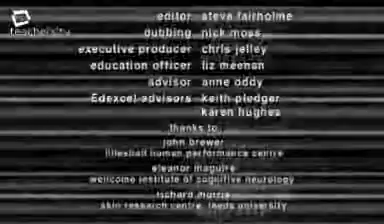 teachers tv
editor steve fairholme
dubbing nick moss
executive producer chris jelley
education officer liz meenan
advisor anne oddy
Edexcel advisors keith pledger
karen hughes
thanks to
john brewer
lilleshall human performance centre
eleanor maguire
wellcome institute of cognitive neurology
richard morris
skin research centre leeds university